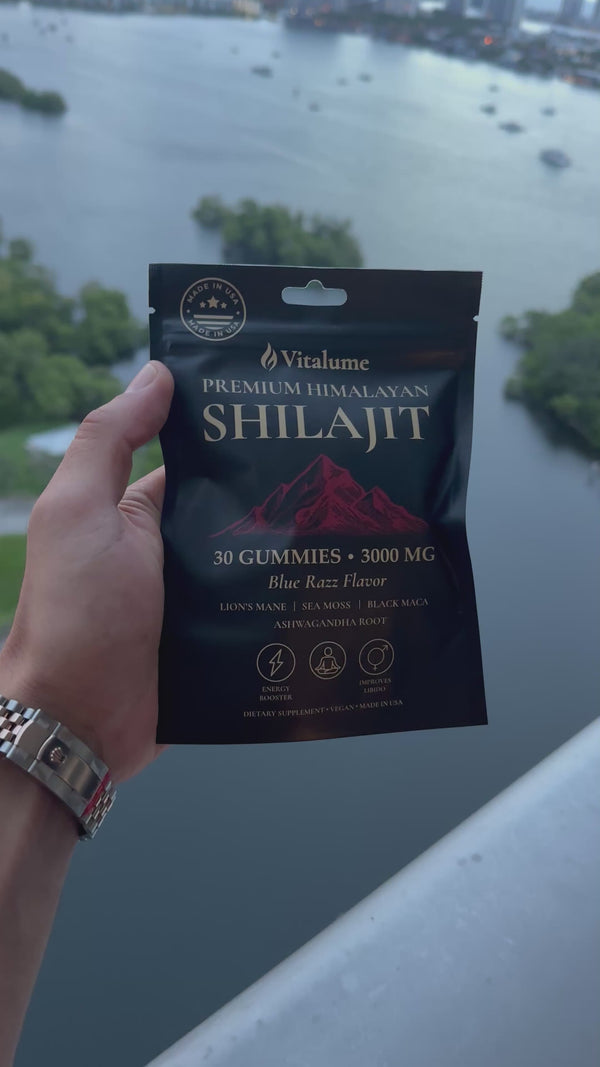 MADE IN USA
MADE IN USA
Vitalume
PREMIUM HIMALAYAN
SHILAJIT
30 GUMMIES • 3000 MG
Blue Razz Flavor
LION'S MANE | SEA MOSS | BLACK MACA
ASHWAGANDHA ROOT
ENERGY
BOOSTER
IMPROVES
LIBIDO
DIETARY SUPPLEMENT • VEGAN • MADE IN USA